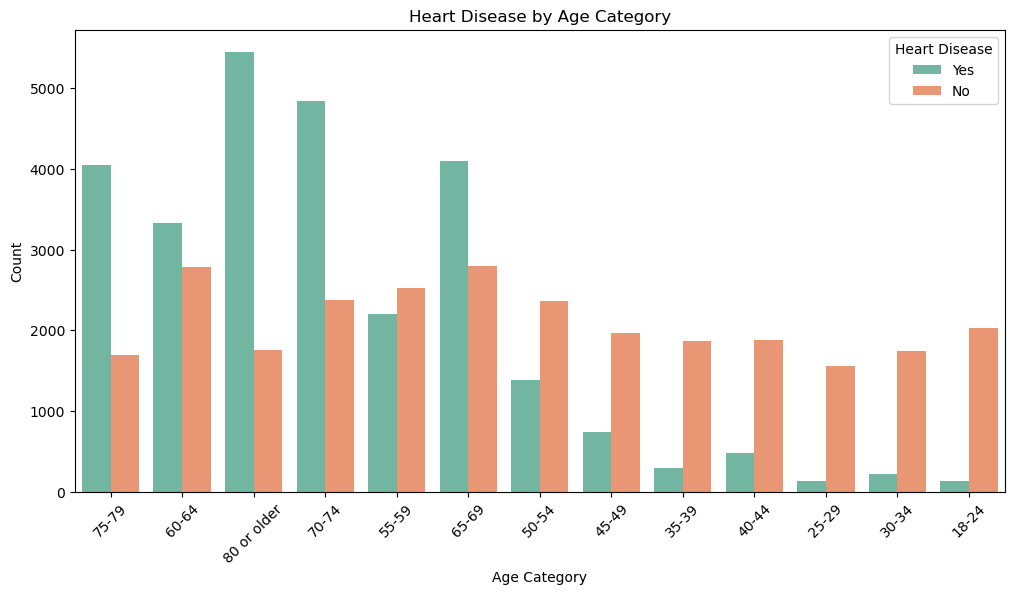 Heart Disease by Age Category
Heart Disease
Yes
No
Count
5000
4000
3000
2000
1000
0
75-79
60-64
80 or older
70-74
55-59
65-69
50-54
45-49
35-39
40-44
25-29
30-34
18-24
Age Category